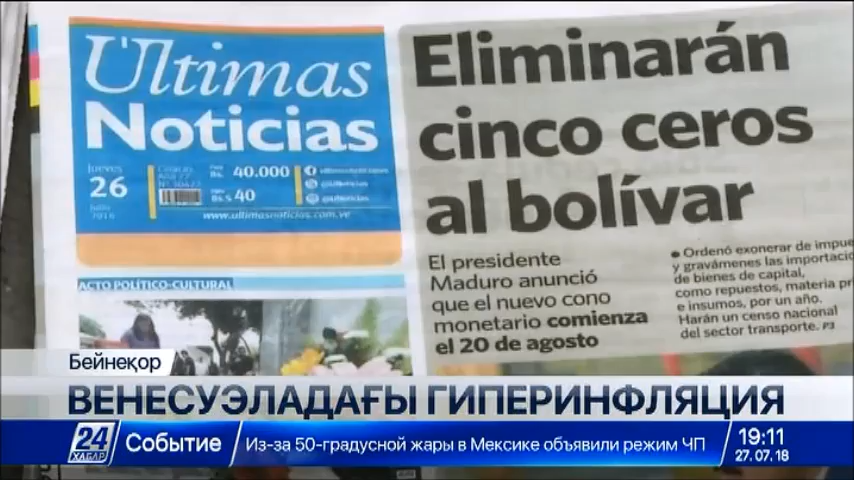 Últimas
Noticias
jueves
26
julio
2018
40.000
Bs. S 40
www.ultimasnoticias.com.ve
Eliminarán
cinco ceros
al bolívar
El presidente
Maduro anunció
que el nuevo cono
monetario comienza
el 20 de agosto
• Ordenó exonerar de impue
y gravámenes las importacio
de bienes de capital,
como repuestos, materia pri
e insumos, por un año.
Harán un censo nacional
del sector transporte. P3
ACTO POLÍTICO-CULTURAL
Бейнеқор
ВЕНЕСУЭЛАДАҒЫ ГИПЕРИНФЛЯЦИЯ
24
ХАБАР
Событие
Из-за 50-градусной жары в Мексике объявили режим ЧП
19:11
27.07.18